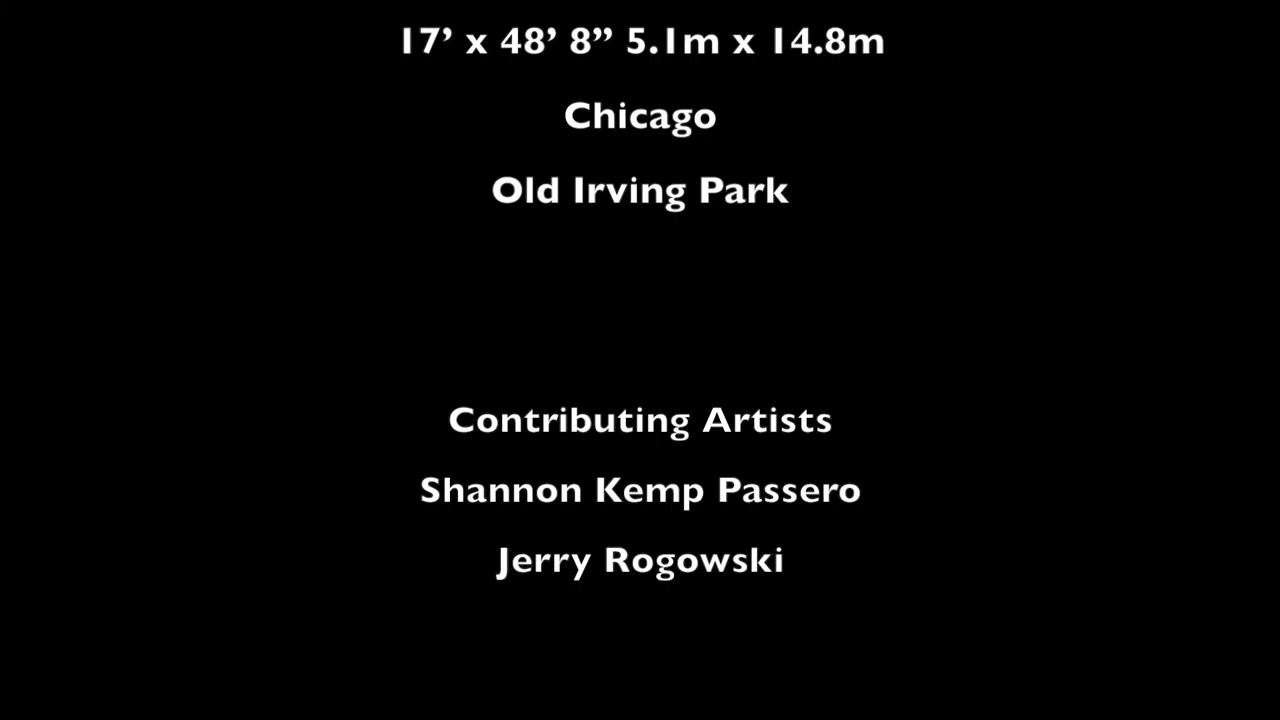 17’ x 48’ 8” 5.1m x 14.8m
Chicago
Old Irving Park
Contributing Artists
Shannon Kemp Passero
Jerry Rogowski